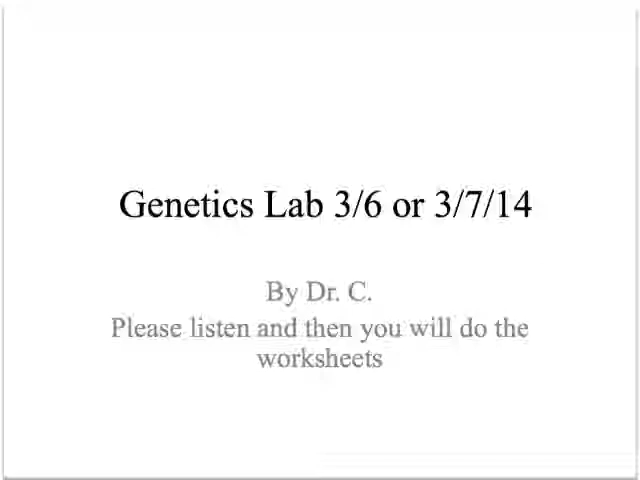 Genetics Lab 3/6 or 3/7/14
By Dr. C.
Please listen and then you will do the
worksheets